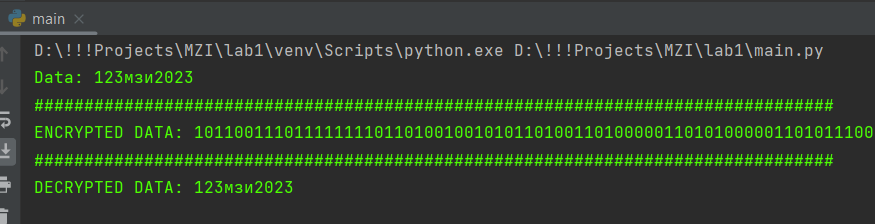 main
D:\!!!Projects\MZI\lab1\venv\Scripts\python.exe D:\!!!Projects\MZI\lab1\main.py
Data: 123мзи2023
################################################################################
ENCRYPTED DATA: 10110011101111111101101001001010110100110100000110101000001101011100
################################################################################
DECRYPTED DATA: 123мзи2023